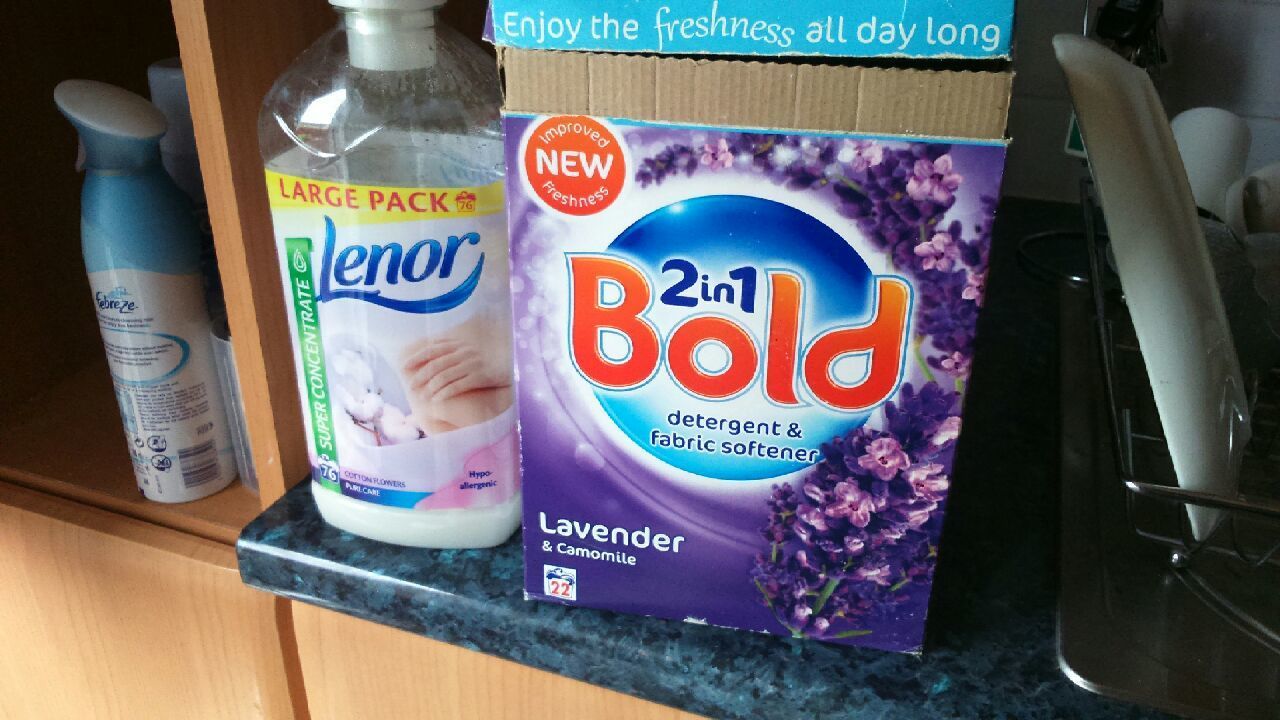 Enjoy the freshness all day long
Improved
NEW
Freshness
2in1
Bold
detergent &
fabric softener
Lavender
& Camomile
22
LARGE PACK 76
Lenor
SUPER CONCENTRATE
76
COTTON FLOWERS
PURE CARE
Hypo-
allergenic
Febreze